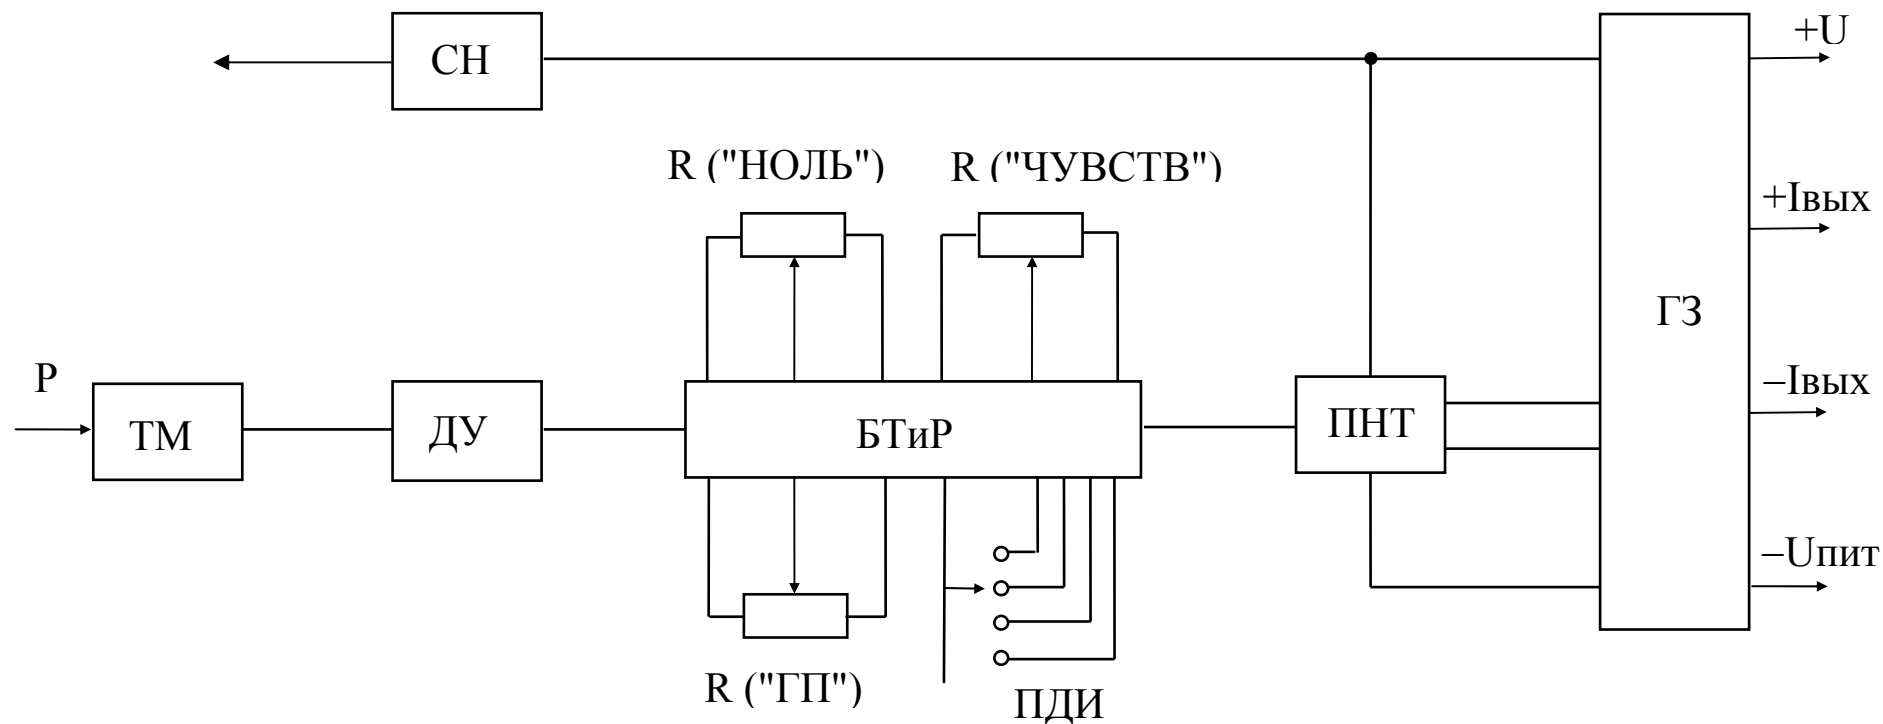 +U
СН
R ("НОЛЬ")
R ("ЧУВСТВ")
+Iвых
ГЗ
P
–Iвых
ТМ
ДУ
БТиР
ПНТ
–Uпит
R ("ГП")
ПДИ